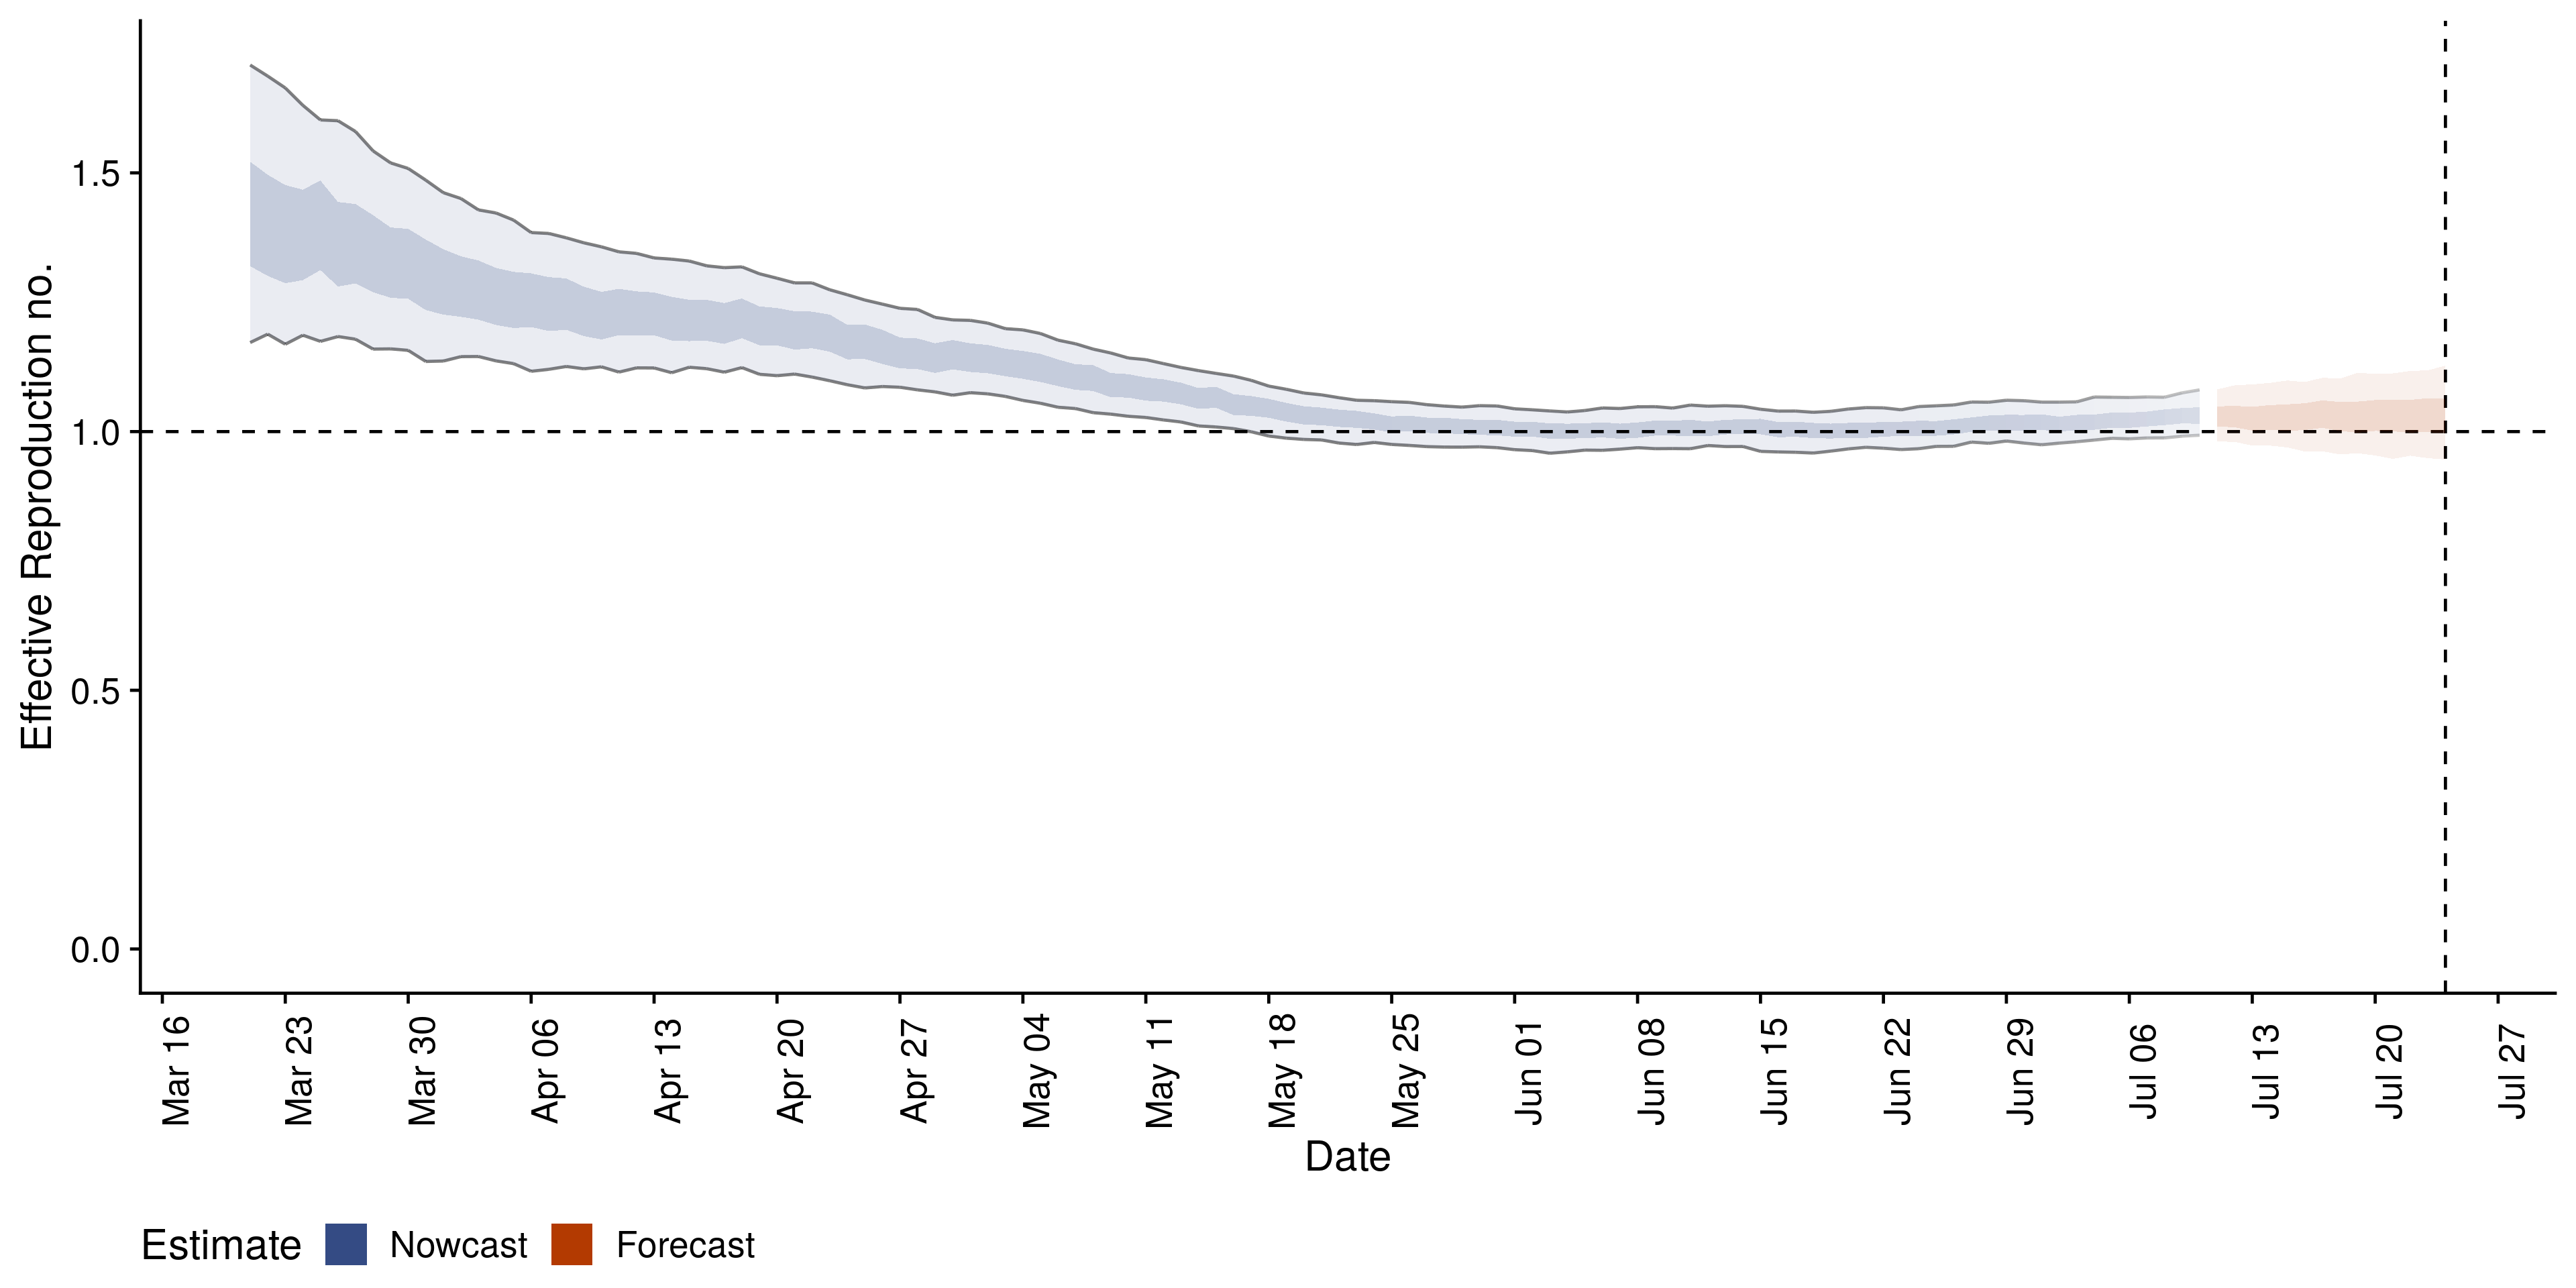 Effective Reproduction no.
1.5
1.0
0.5
0.0
Mar 16
Mar 23
Mar 30
Apr 06
Apr 13
Apr 20
Apr 27
May 04
May 11
May 18
May 25
Jun 01
Jun 08
Jun 15
Jun 22
Jun 29
Jul 06
Jul 13
Jul 20
Jul 27
Date
Estimate Nowcast Forecast